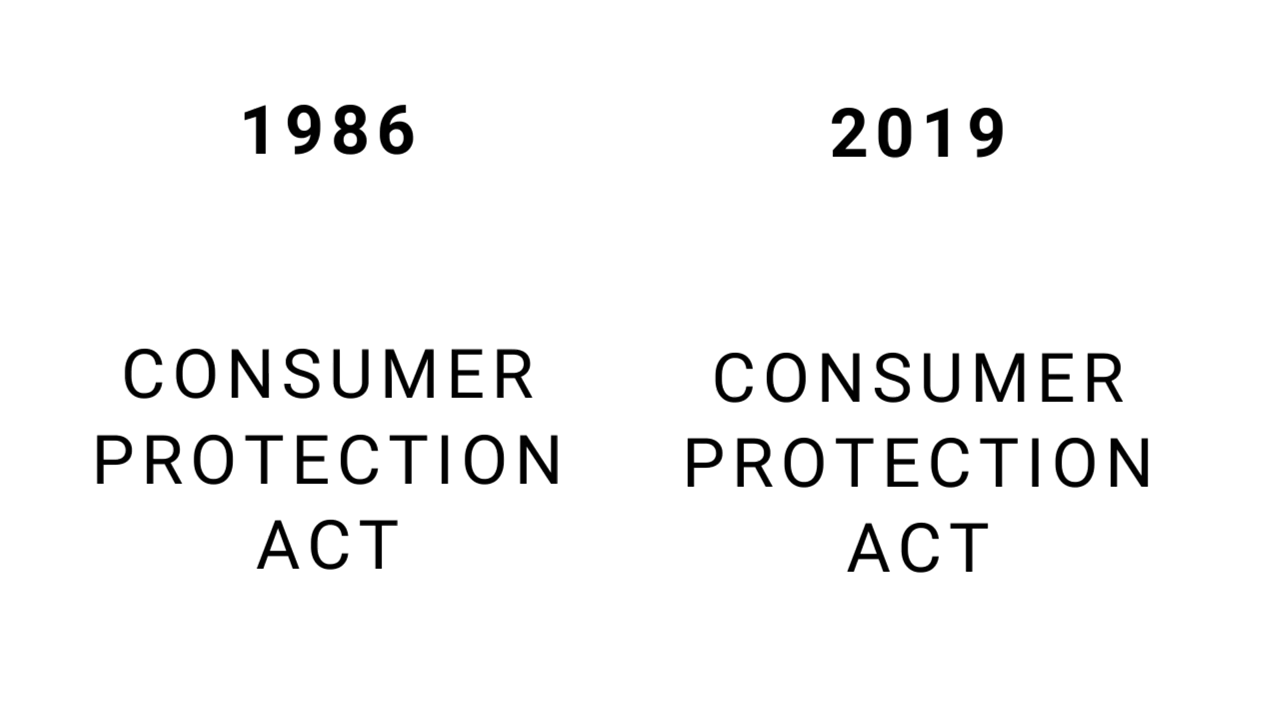 1986
CONSUMER
PROTECTION
ACT
2019
CONSUMER
PROTECTION
ACT